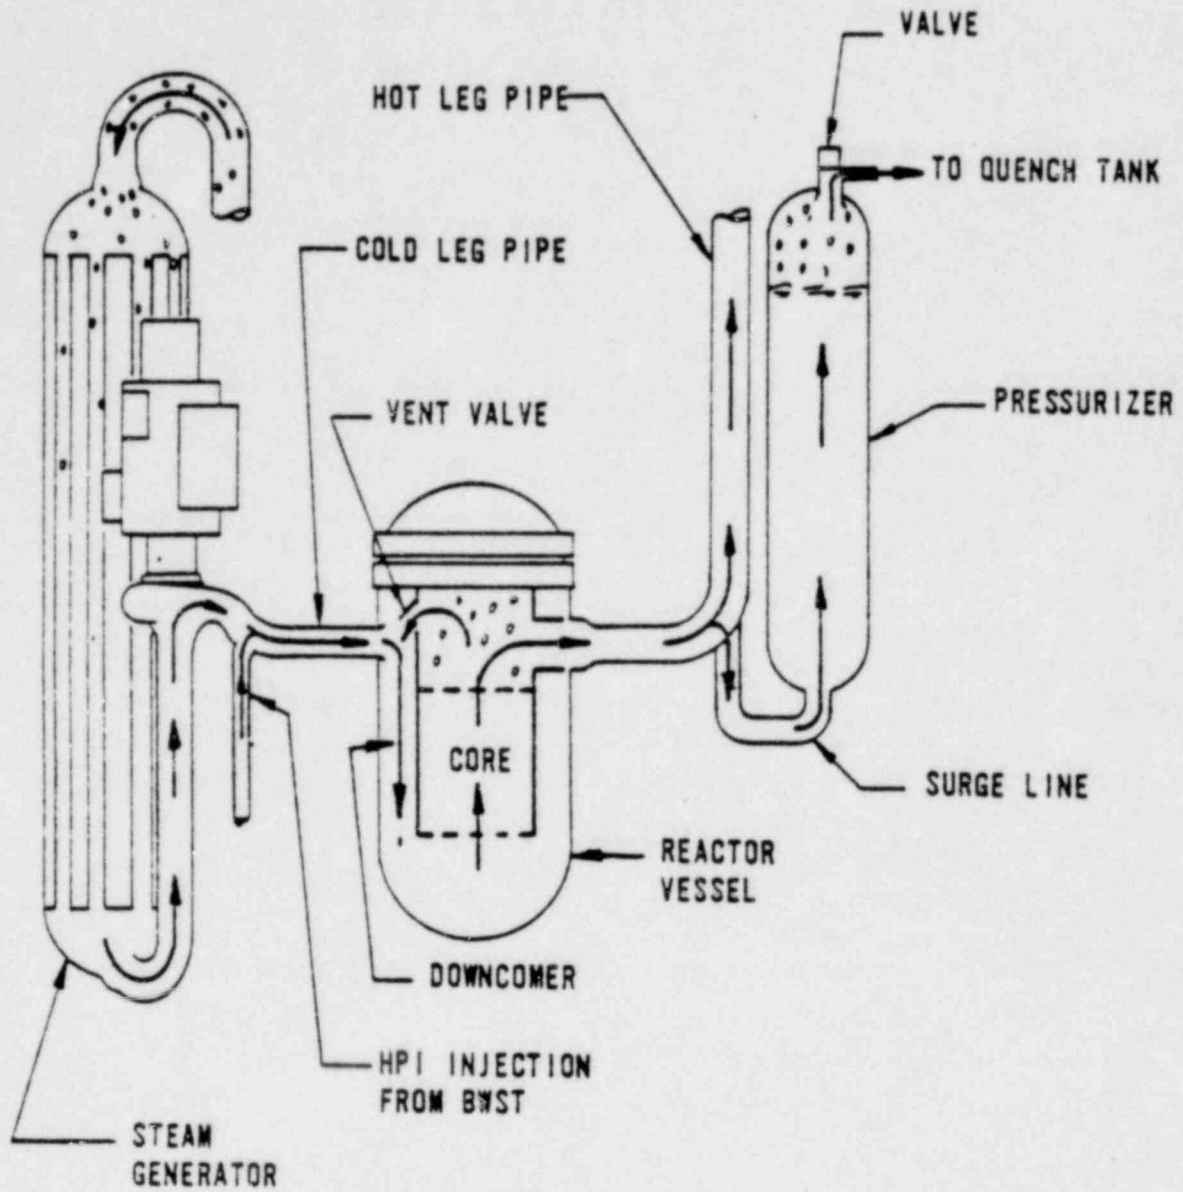 VALVE
HOT LEG PIPE
TO QUENCH TANK
COLD LEG PIPE
VENT VALVE
PRESSURIZER
CORE
SURGE LINE
REACTOR
VESSEL
DOWNCOMER
HPI INJECTION
FROM BWST
STEAM
GENERATOR